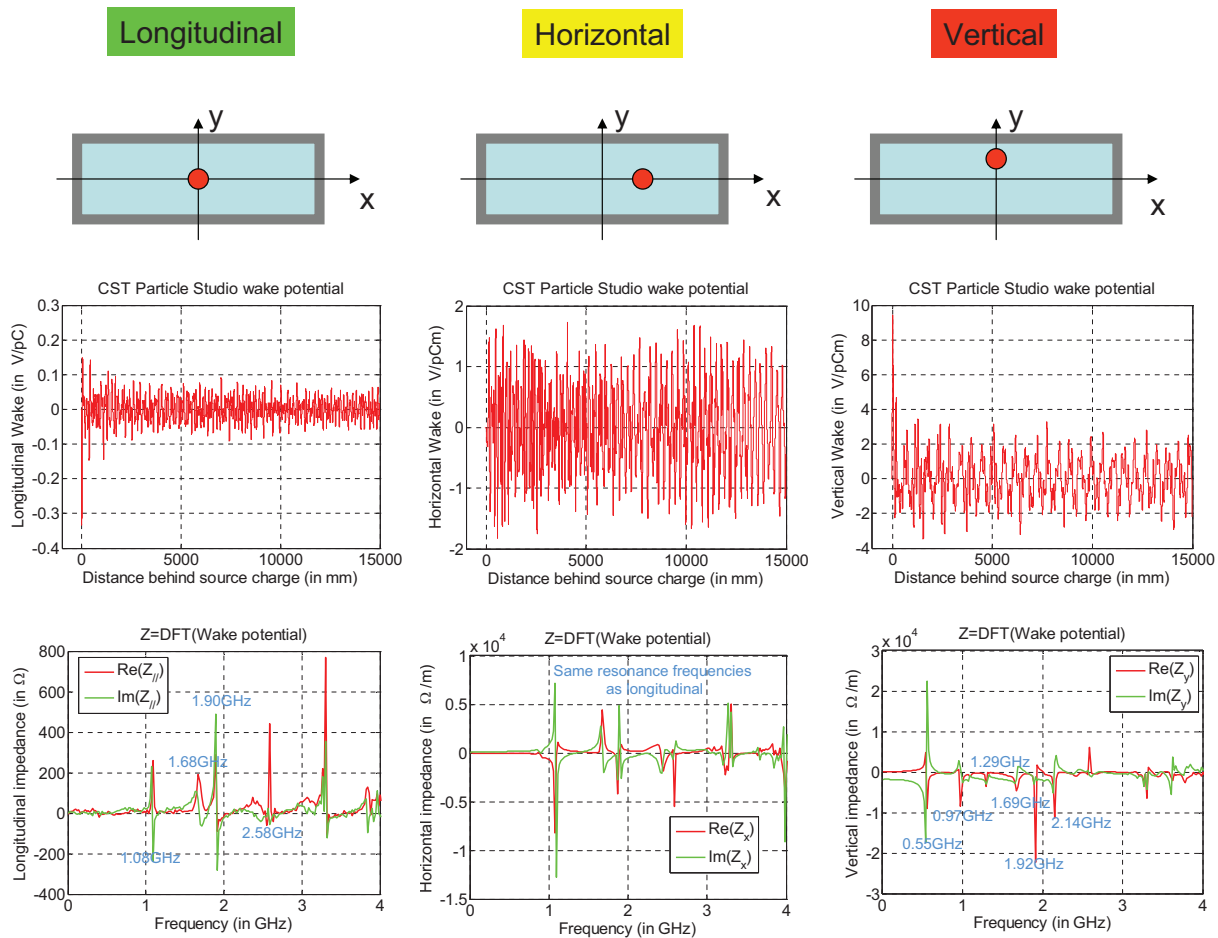 Longitudinal
Horizontal
Vertical
y
x
y
x
y
x
CST Particle Studio wake potential
Longitudinal Wake (in V/pC)
0.3
0.2
0.1
0
-0.1
-0.2
-0.3
-0.4
0
5000
10000
15000
Distance behind source charge (in mm)
CST Particle Studio wake potential
Horizontal Wake (in V/pCm)
2
1
0
-1
-2
0
5000
10000
15000
Distance behind source charge (in mm)
CST Particle Studio wake potential
Vertical Wake (in V/pCm)
10
8
6
4
2
0
-2
-4
0
5000
10000
15000
Distance behind source charge (in mm)
Z=DFT(Wake potential)
Longitudinal impedance (in Ω)
800
600
400
200
0
-200
-400
Re(Z//)
Im(Z//)
1.90GHz
1.68GHz
2.58GHz
1.08GHz
0
1
2
3
4
Frequency (in GHz)
Z=DFT(Wake potential)
x 10^4
Horizontal impedance (in Ω /m)
1
0.5
0
-0.5
1
-1.5
Same resonance frequencies
as longitudinal
Re(Z_x)
Im(Z_x)
0
1
2
3
4
Frequency (in GHz)
Z=DFT(Wake potential)
x 10^4
Vertical impedance (in Ω /m)
3
2
1
0
-1
-2
-3
Re(Z_y)
Im(Z_y)
1.29GHz
1.69GHz
0.97GHz
2.14GHz
0.55GHz
1.92GHz
0
1
2
3
4
Frequency (in GHz)